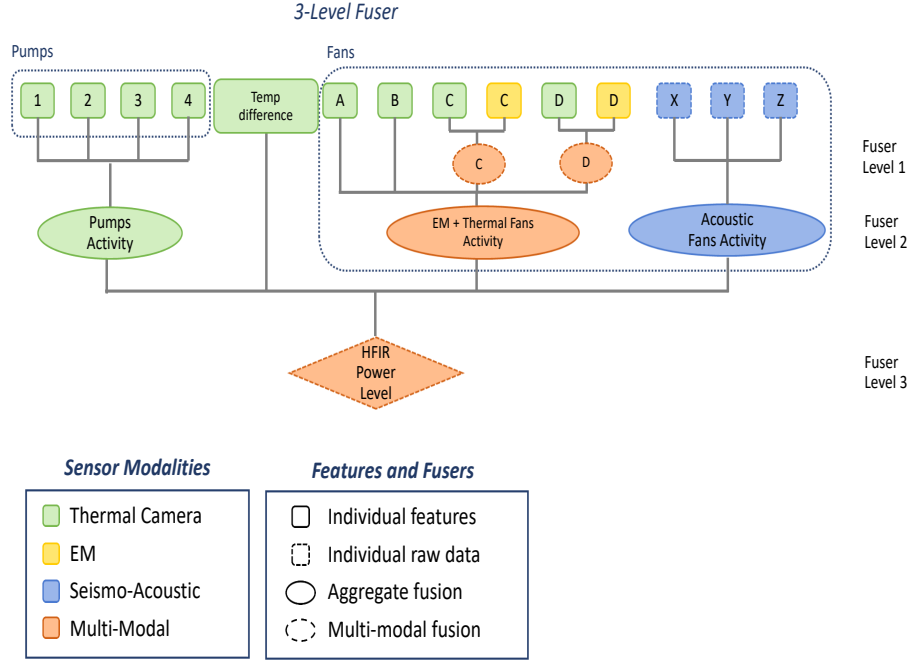 3-Level Fuser
Pumps
Fans
1 2 3 4
Temp
difference
A B C C D D X Y Z
C D
Fuser
Level 1
Pumps
Activity
EM + Thermal Fans
Activity
Acoustic
Fans Activity
Fuser
Level 2
HFIR
Power
Level
Fuser
Level 3
Sensor Modalities
Thermal Camera
EM
Seismo-Acoustic
Multi-Modal
Features and Fusers
Individual features
Individual raw data
Aggregate fusion
Multi-modal fusion